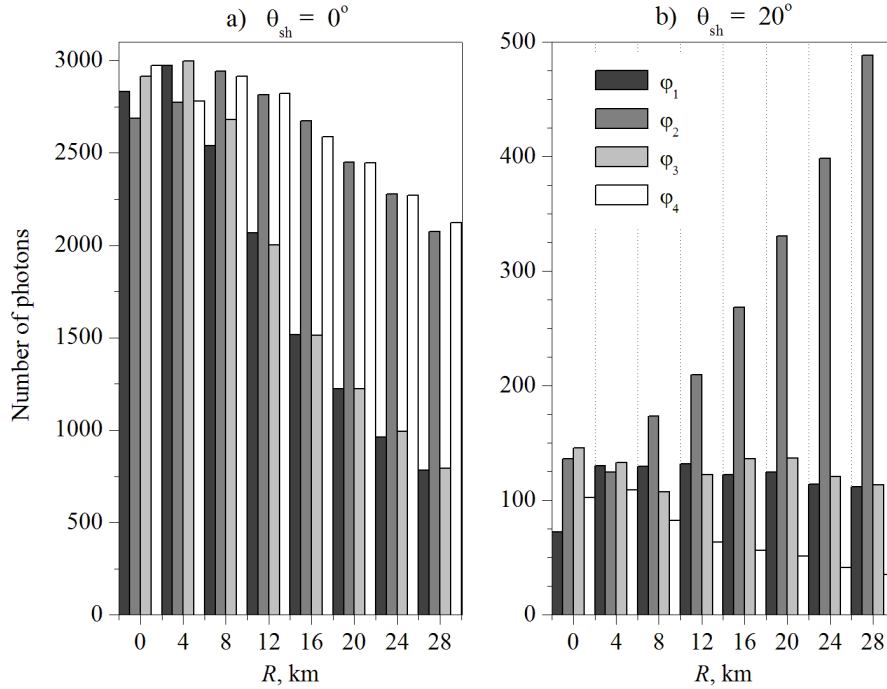 a) θsh = 0°
b) θsh = 20°
Number of photons
3000
2500
2000
1500
1000
500
0
0 4 8 12 16 20 24 28
R, km
500
400
300
200
100
0
φ1
φ2
φ3
φ4
0 4 8 12 16 20 24 28
R, km